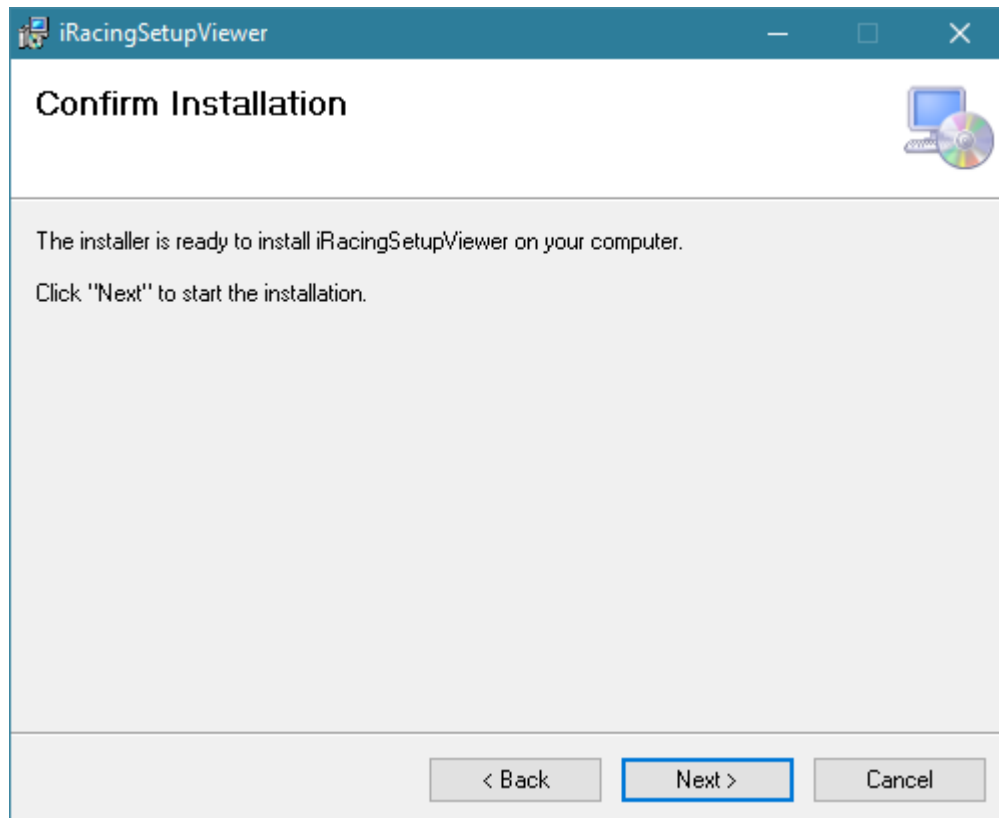 iRacingSetupViewer
Confirm Installation
The installer is ready to install iRacingSetupViewer on your computer.
Click "Next" to start the installation.
< Back
Next >
Cancel